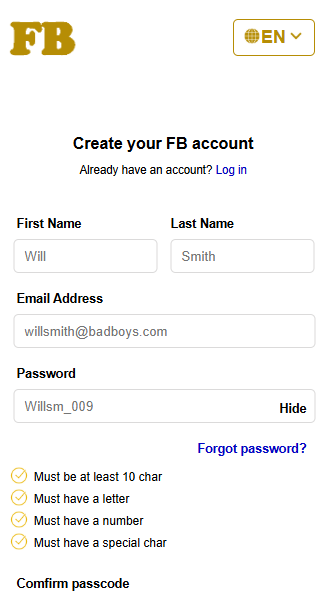 FB
EN
Create your FB account
Already have an account? Log in
First Name Last Name
Will Smith
Email Address
willsmith@badboys.com
Password
Willsm_009 Hide
Forgot password?
Must be at least 10 char
Must have a letter
Must have a number
Must have a special char
Comfirm passcode